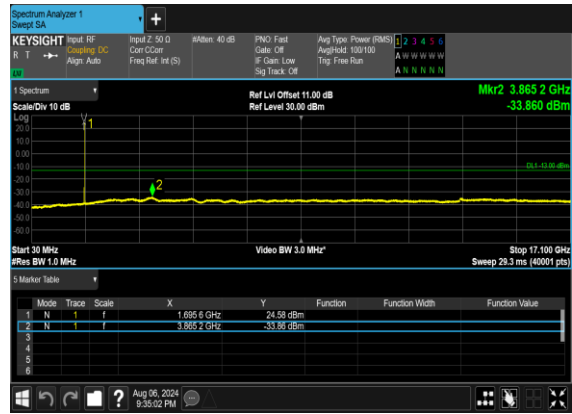 Spectrum Analyzer 1
Swept SA
KEYSIGHT Input: RF Input Z: 50 Ω #Atten: 40 dB PNO: Fast Avg Type: Power (RMS) 1 2 3 4 5 6
R T Coupling: DC Corr CCorr Gate: Off Avg|Hold: 100/100 A W W W W W
Align: Auto Freq Ref: Int (S) IF Gain: Low Trig: Free Run
Sig Track: Off A N N N N N
1 Spectrum Ref Lvl Offset 11.00 dB Mkr2 3.865 2 GHz
Scale/Div 10 dB Ref Level 30.00 dBm -33.860 dBm
Log
1
20.0
10.0
0.00
-10.0 DL1 -13.00 dBm
-20.0
-30.0 2
-40.0
-50.0
-60.0
Start 30 MHz Video BW 3.0 MHz* Stop 17.100 GHz
#Res BW 1.0 MHz Sweep 29.3 ms (40001 pts)
5 Marker Table
Mode Trace Scale X Y Function Function Width Function Value
1 N 1 f 1.695 6 GHz 24.58 dBm
2 N 1 f 3.865 2 GHz -33.86 dBm
3
4
5
6
? Aug 06, 2024
9:35:02 PM